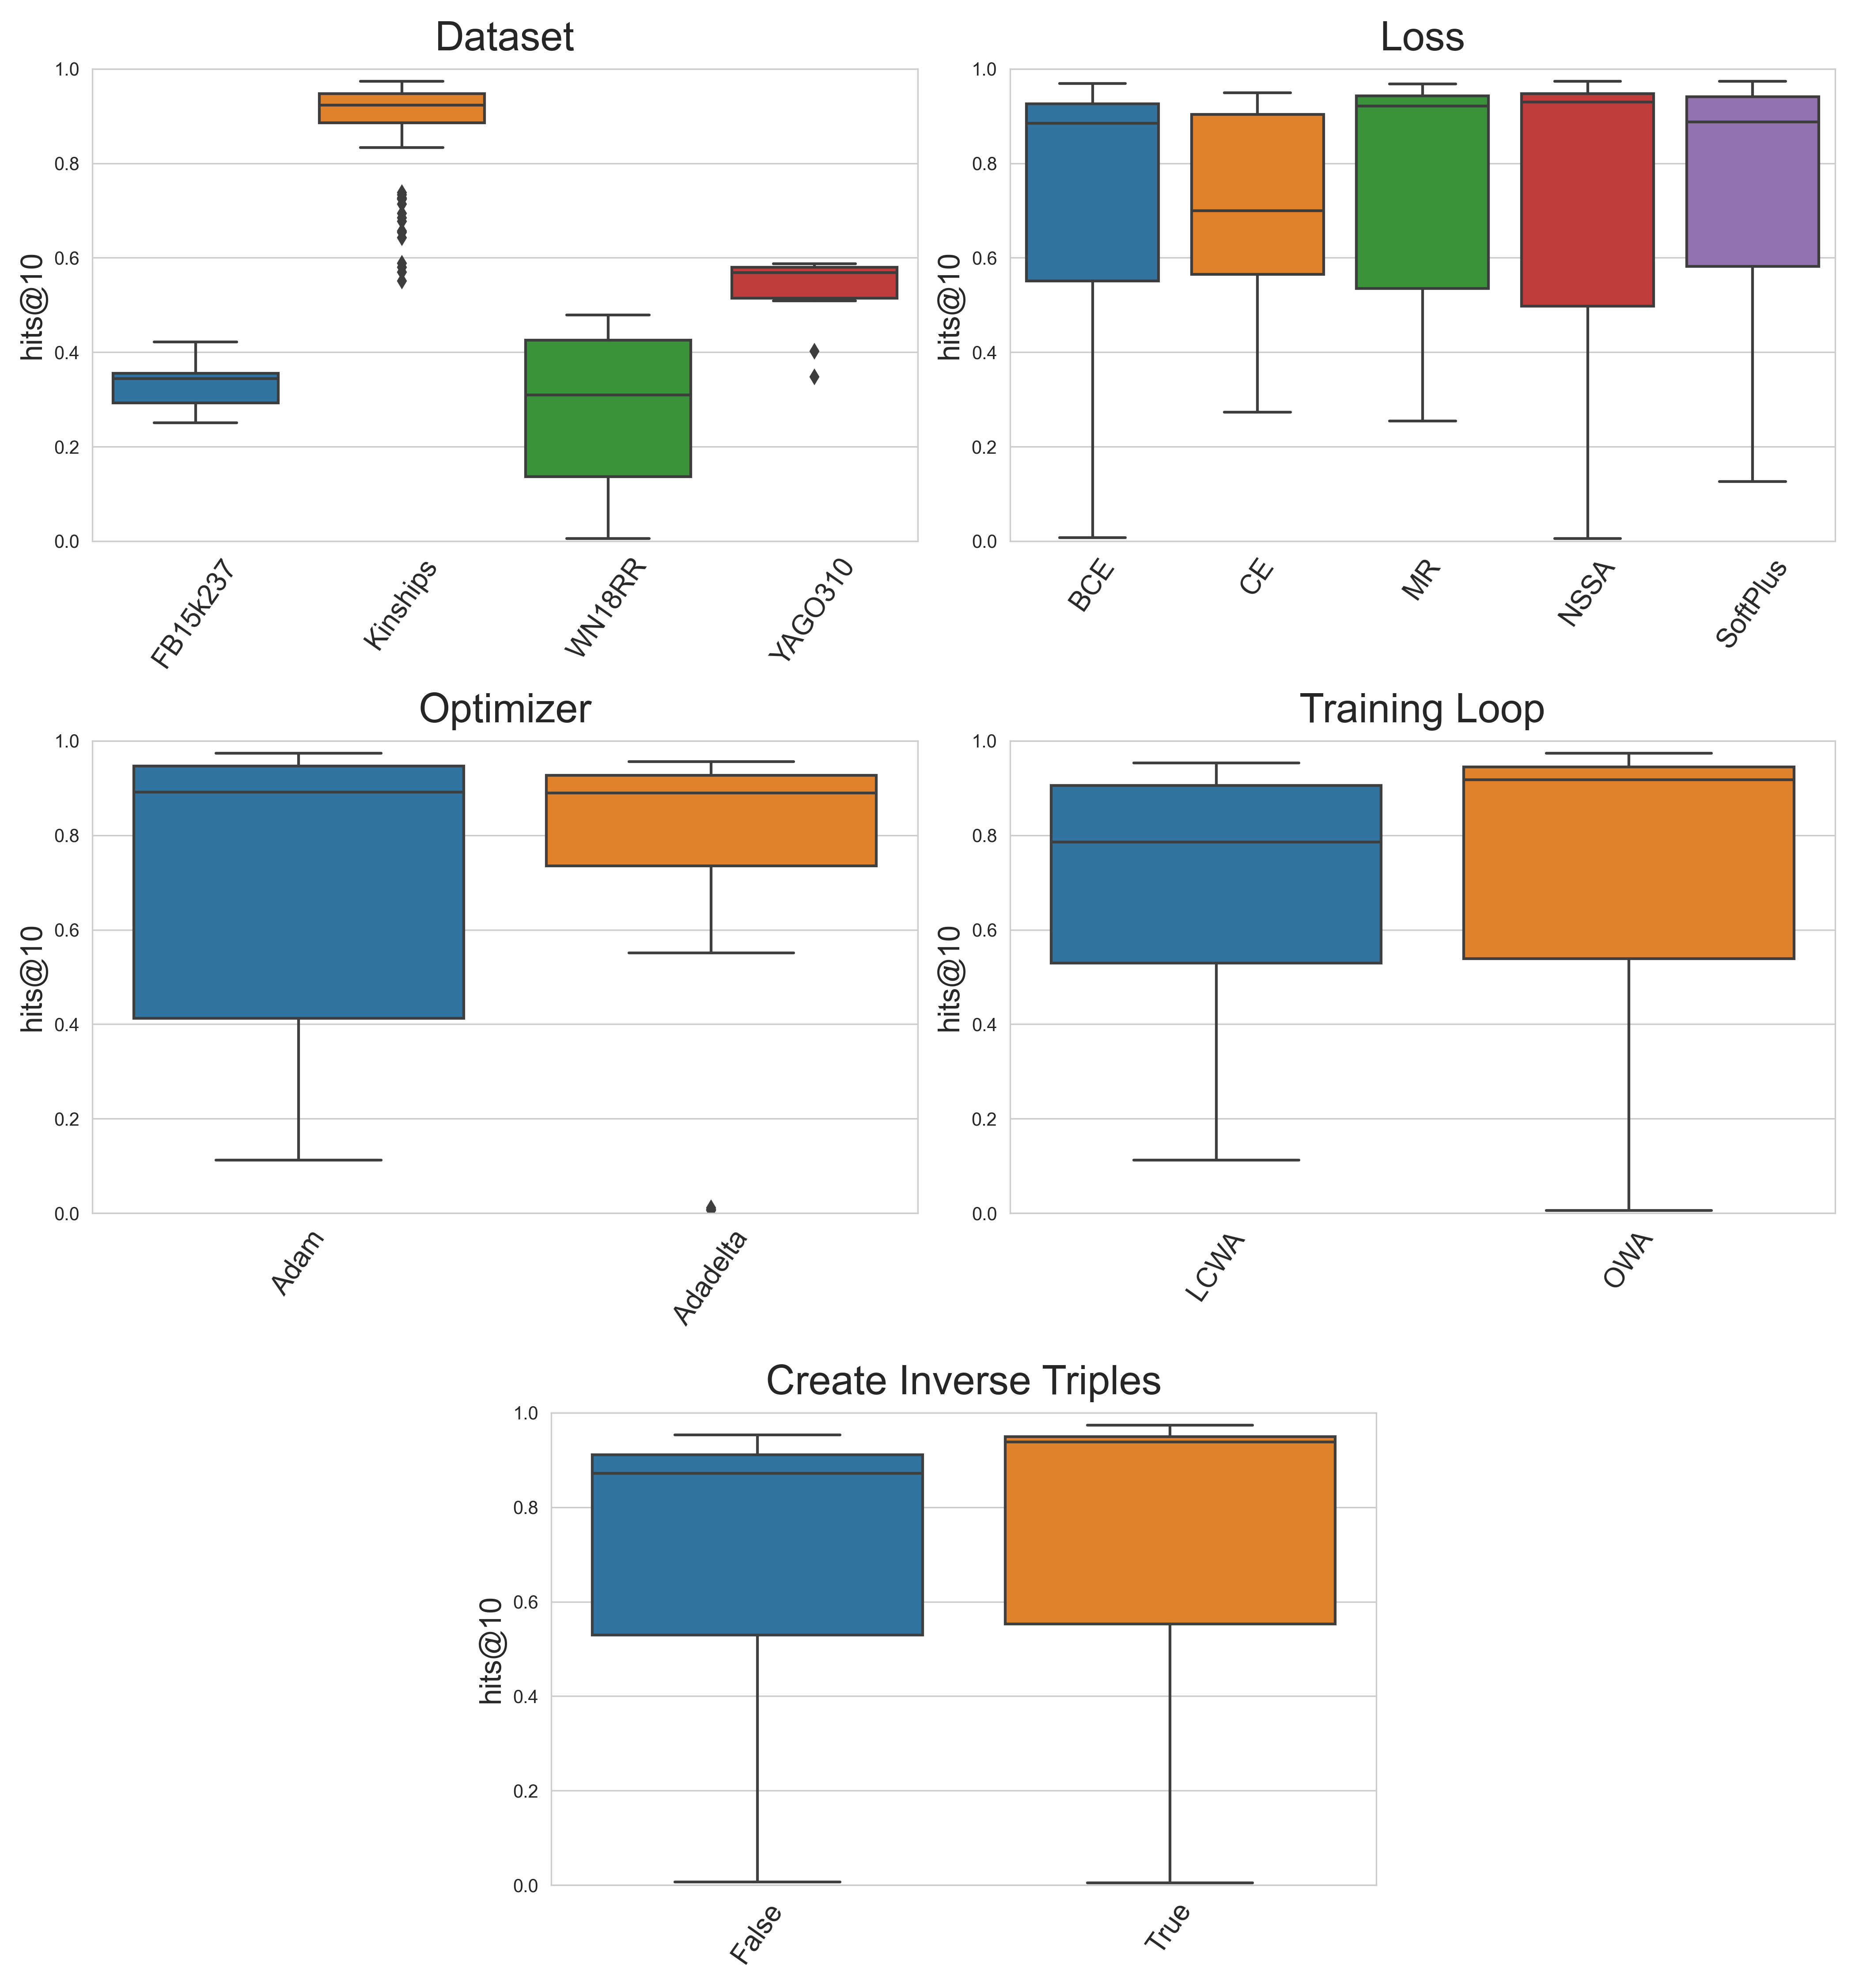 Dataset
hits@10
1.0
0.8
0.6
0.4
0.2
0.0
FB15k237
Kinships
WN18RR
YAGO310
Loss
hits@10
1.0
0.8
0.6
0.4
0.2
0.0
BCE
CE
MR
NSSA
SoftPlus
Optimizer
hits@10
1.0
0.8
0.6
0.4
0.2
0.0
Adam
Adadelta
Training Loop
hits@10
1.0
0.8
0.6
0.4
0.2
0.0
LCWA
OWA
Create Inverse Triples
hits@10
1.0
0.8
0.6
0.4
0.2
0.0
False
True